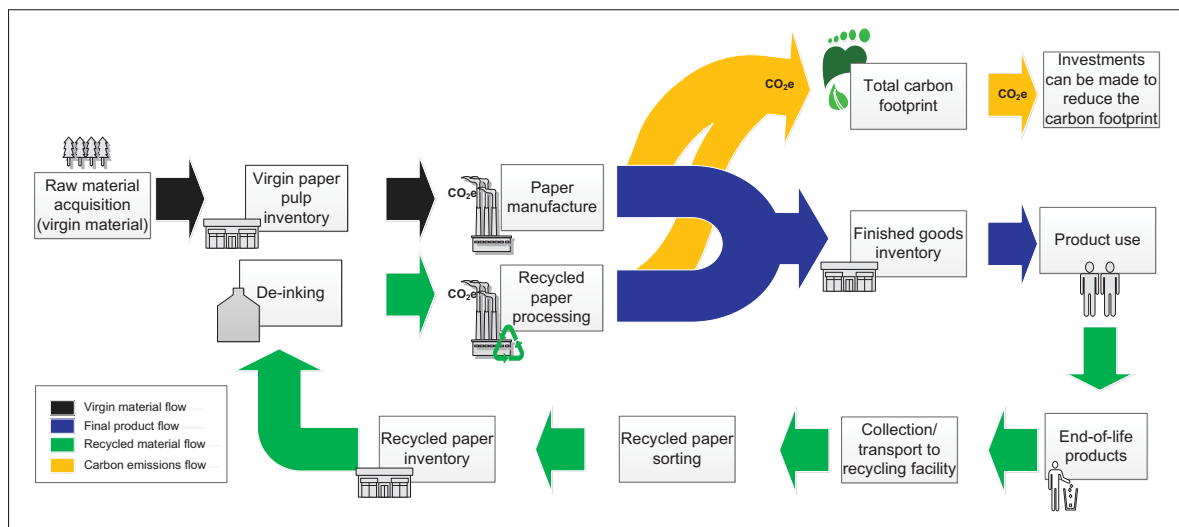 CO₂e
Total carbon
footprint
CO₂e
Investments
can be made to
reduce the
carbon footprint
Raw material
acquisition
(virgin material)
Virgin paper
pulp
inventory
CO₂e
Paper
manufacture
Finished goods
inventory
Product use
De-inking
CO₂e
Recycled
paper
processing
Virgin material flow
Final product flow
Recycled material flow
Carbon emissions flow
Recycled paper
inventory
Recycled paper
sorting
Collection/
transport to
recycling facility
End-of-life
products